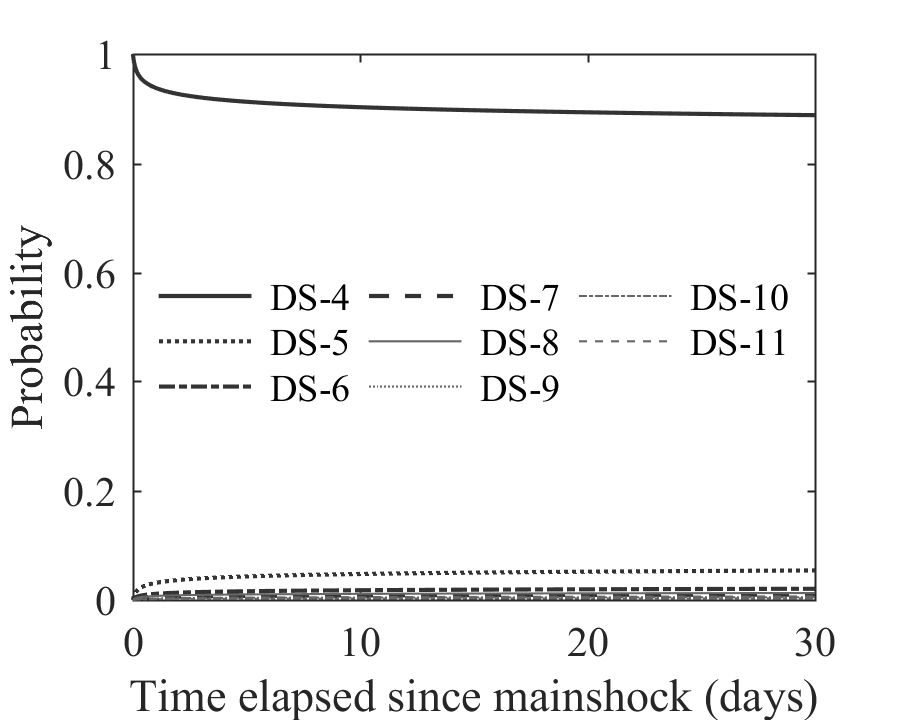 1
0.8
0.6
0.4
0.2
0
Probability
DS-4 DS-7 DS-10
DS-5 DS-8 DS-11
DS-6 DS-9
0 10 20 30
Time elapsed since mainshock (days)